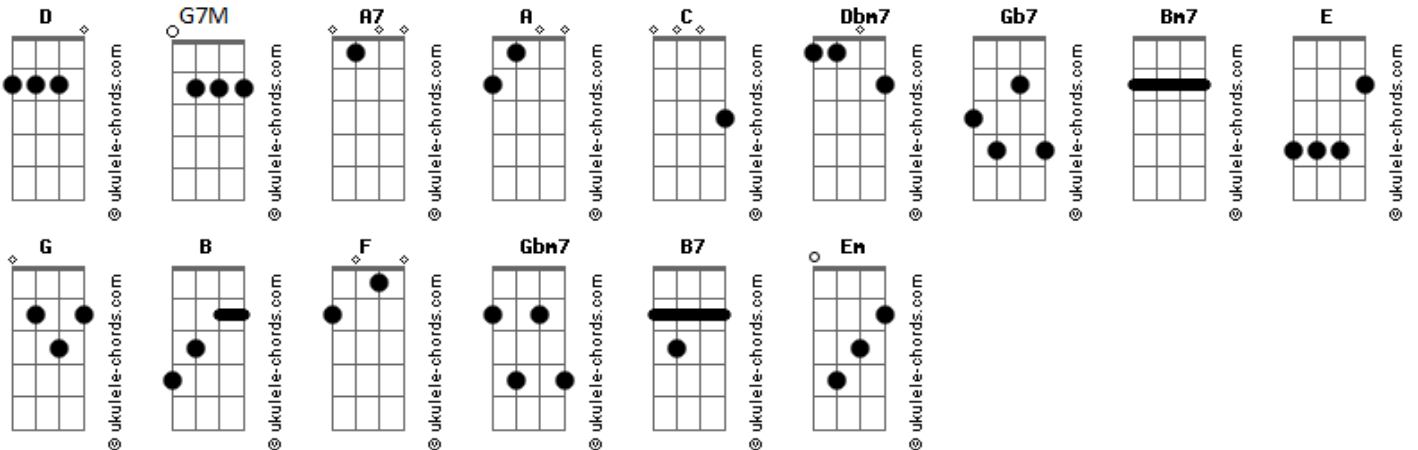 D G7M A7 A C Dbm7 Gb7 Bm7 E
© ukulele-chords.com © ukulele-chords.com © ukulele-chords.com © ukulele-chords.com © ukulele-chords.com © ukulele-chords.com © ukulele-chords.com © ukulele-chords.com © ukulele-chords.com
G B F Gbm7 B7 Em
© ukulele-chords.com © ukulele-chords.com © ukulele-chords.com © ukulele-chords.com © ukulele-chords.com © ukulele-chords.com